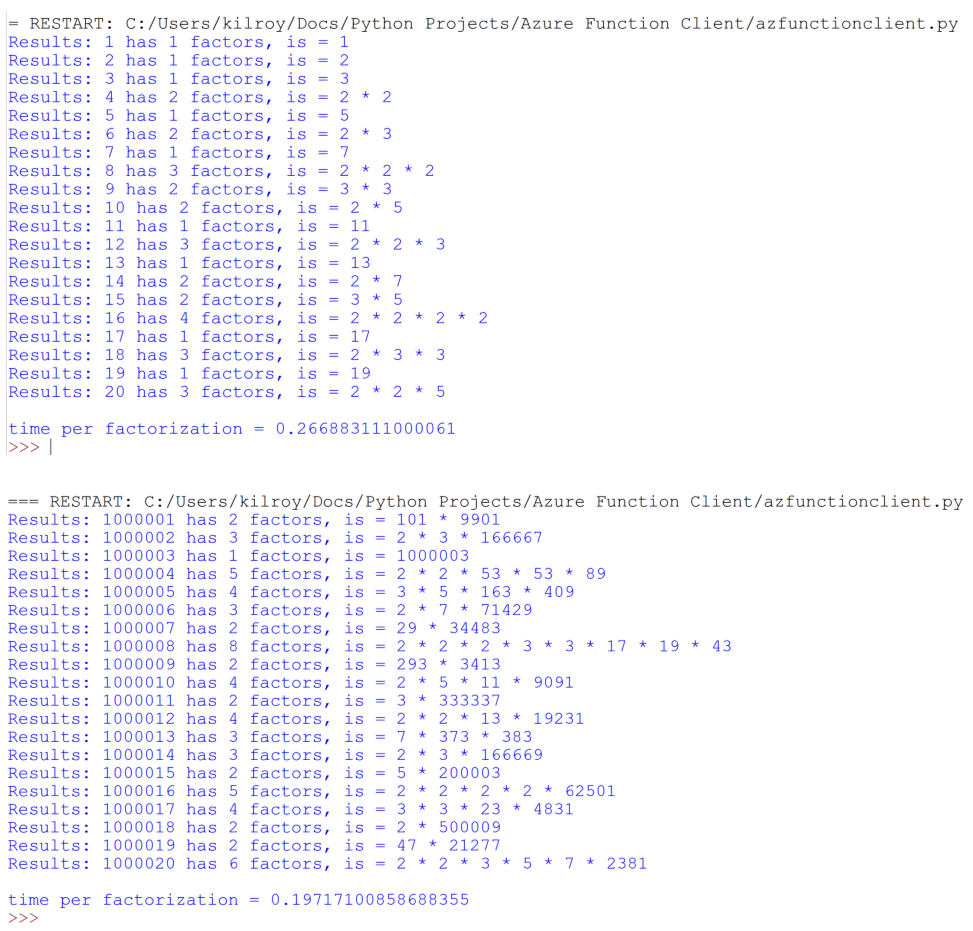 = RESTART: C:/Users/kilroy/Docs/Python Projects/Azure Function Client/azfunctionclient.py
Results: 1 has 1 factors, is = 1
Results: 2 has 1 factors, is = 2
Results: 3 has 1 factors, is = 3
Results: 4 has 2 factors, is = 2 * 2
Results: 5 has 1 factors, is = 5
Results: 6 has 2 factors, is = 2 * 3
Results: 7 has 1 factors, is = 7
Results: 8 has 3 factors, is = 2 * 2 * 2
Results: 9 has 2 factors, is = 3 * 3
Results: 10 has 2 factors, is = 2 * 5
Results: 11 has 1 factors, is = 11
Results: 12 has 3 factors, is = 2 * 2 * 3
Results: 13 has 1 factors, is = 13
Results: 14 has 2 factors, is = 2 * 7
Results: 15 has 2 factors, is = 3 * 5
Results: 16 has 4 factors, is = 2 * 2 * 2 * 2
Results: 17 has 1 factors, is = 17
Results: 18 has 3 factors, is = 2 * 3 * 3
Results: 19 has 1 factors, is = 19
Results: 20 has 3 factors, is = 2 * 2 * 5
time per factorization = 0.266883111000061
>>>
=== RESTART: C:/Users/kilroy/Docs/Python Projects/Azure Function Client/azfunctionclient.py
Results: 1000001 has 2 factors, is = 101 * 9901
Results: 1000002 has 3 factors, is = 2 * 3 * 166667
Results: 1000003 has 1 factors, is = 1000003
Results: 1000004 has 5 factors, is = 2 * 2 * 53 * 53 * 89
Results: 1000005 has 4 factors, is = 3 * 5 * 163 * 409
Results: 1000006 has 3 factors, is = 2 * 7 * 71429
Results: 1000007 has 2 factors, is = 29 * 34483
Results: 1000008 has 8 factors, is = 2 * 2 * 2 * 3 * 3 * 17 * 19 * 43
Results: 1000009 has 2 factors, is = 293 * 3413
Results: 1000010 has 4 factors, is = 2 * 5 * 11 * 9091
Results: 1000011 has 2 factors, is = 3 * 333337
Results: 1000012 has 4 factors, is = 2 * 2 * 13 * 19231
Results: 1000013 has 3 factors, is = 7 * 373 * 383
Results: 1000014 has 3 factors, is = 2 * 3 * 166669
Results: 1000015 has 2 factors, is = 5 * 200003
Results: 1000016 has 5 factors, is = 2 * 2 * 2 * 2 * 62501
Results: 1000017 has 4 factors, is = 3 * 3 * 23 * 4831
Results: 1000018 has 2 factors, is = 2 * 500009
Results: 1000019 has 2 factors, is = 47 * 21277
Results: 1000020 has 6 factors, is = 2 * 2 * 3 * 5 * 7 * 2381
time per factorization = 0.19717100858688355
>>>